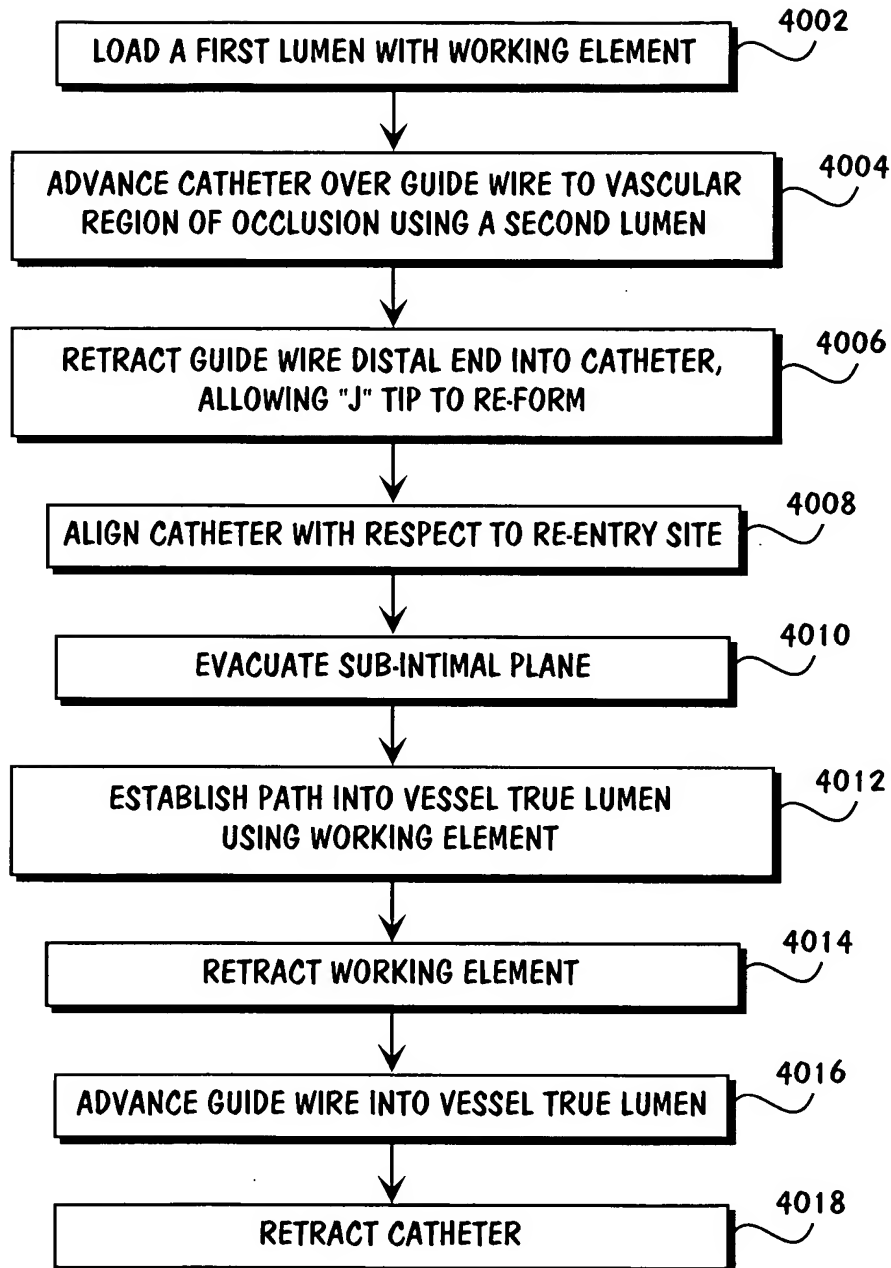 4002
LOAD A FIRST LUMEN WITH WORKING ELEMENT
4004
ADVANCE CATHETER OVER GUIDE WIRE TO VASCULAR
REGION OF OCCLUSION USING A SECOND LUMEN
4006
RETRACT GUIDE WIRE DISTAL END INTO CATHETER,
ALLOWING "J" TIP TO RE-FORM
4008
ALIGN CATHETER WITH RESPECT TO RE-ENTRY SITE
4010
EVACUATE SUB-INTIMAL PLANE
4012
ESTABLISH PATH INTO VESSEL TRUE LUMEN
USING WORKING ELEMENT
4014
RETRACT WORKING ELEMENT
4016
ADVANCE GUIDE WIRE INTO VESSEL TRUE LUMEN
4018
RETRACT CATHETER